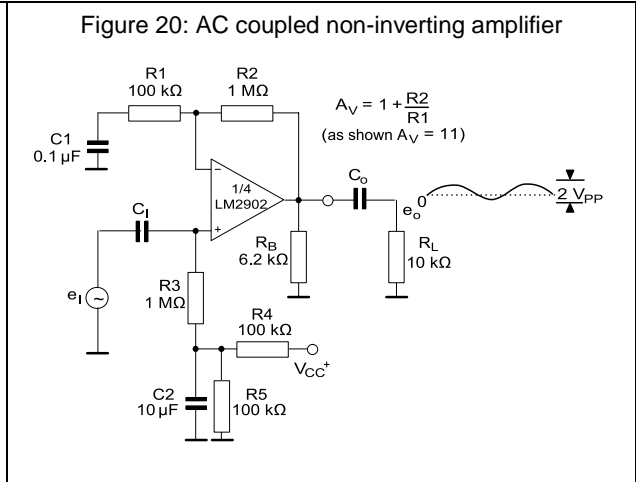 Figure 20: AC coupled non-inverting amplifier
R1
100 kΩ
R2
1 MΩ
A_V = 1 + R2/R1
(as shown A_V = 11)
C1
0.1 µF
C_I
1/4
LM2902
-
+
C_o
0
e_o
2 V_PP
R_B
6.2 kΩ
R_L
10 kΩ
e_I
~
R3
1 MΩ
R4
100 kΩ
V_CC+
C2
10 µF
R5
100 kΩ